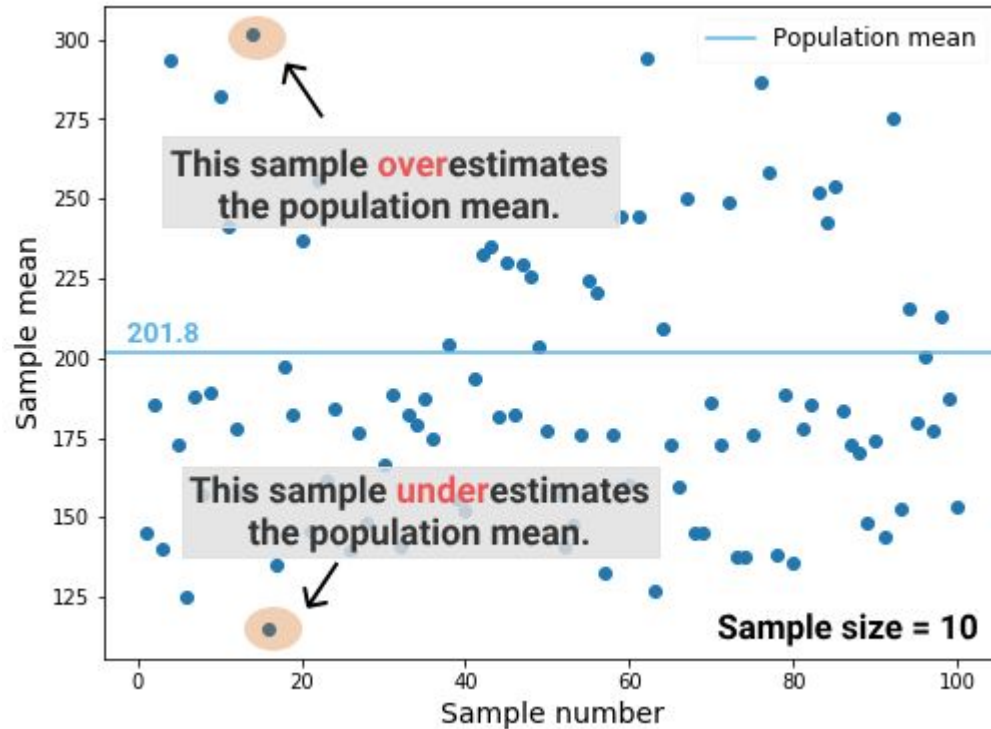 300
275
250
225
200
175
150
125
Sample mean
Population mean
This sample overestimates
the population mean.
201.8
This sample underestimates
the population mean.
Sample size = 10
0
20
40
60
80
100
Sample number